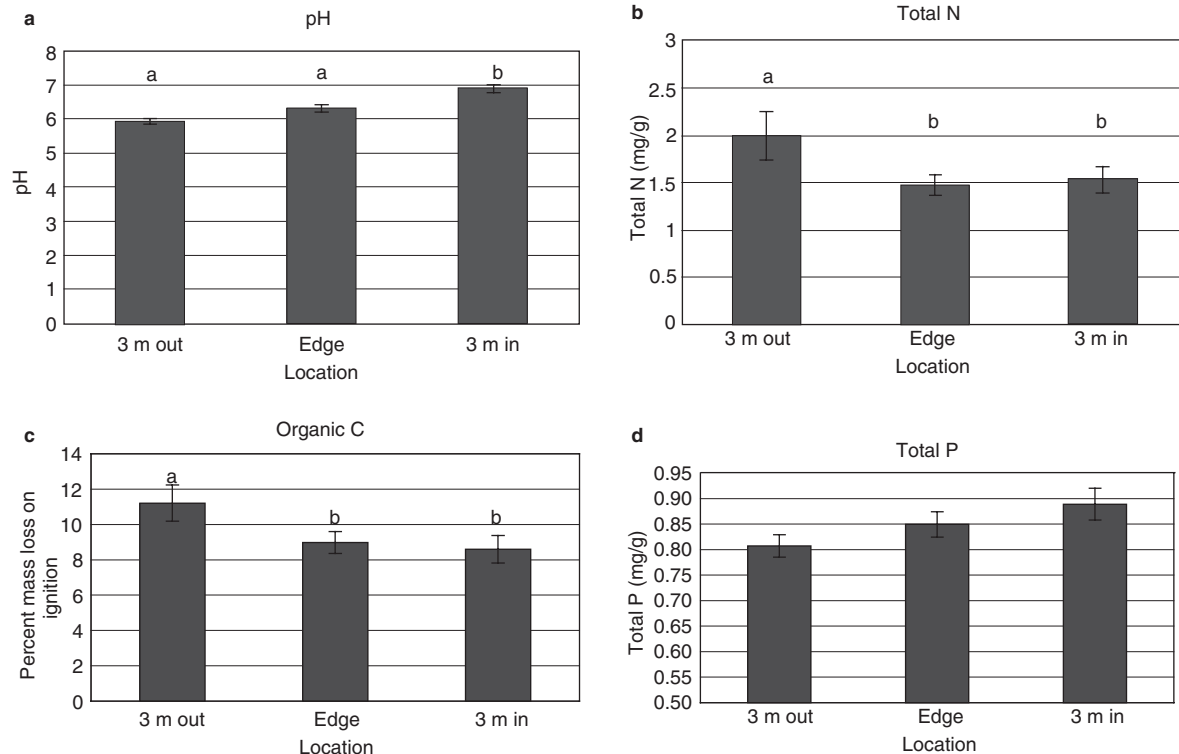 a
pH
8
7
6
5
4
3
2
1
0
pH
a
a
b
3 m out
Edge
3 m in
Location
b
Total N
3
2.5
2
1.5
1
0.5
0
Total N (mg/g)
a
b
b
3 m out
Edge
3 m in
Location
c
Organic C
14
12
10
8
6
4
2
0
Percent mass loss on
ignition
a
b
b
3 m out
Edge
3 m in
Location
d
Total P
0.95
0.90
0.85
0.80
0.75
0.70
0.65
0.60
0.55
0.50
Total P (mg/g)
3 m out
Edge
3 m in
Location